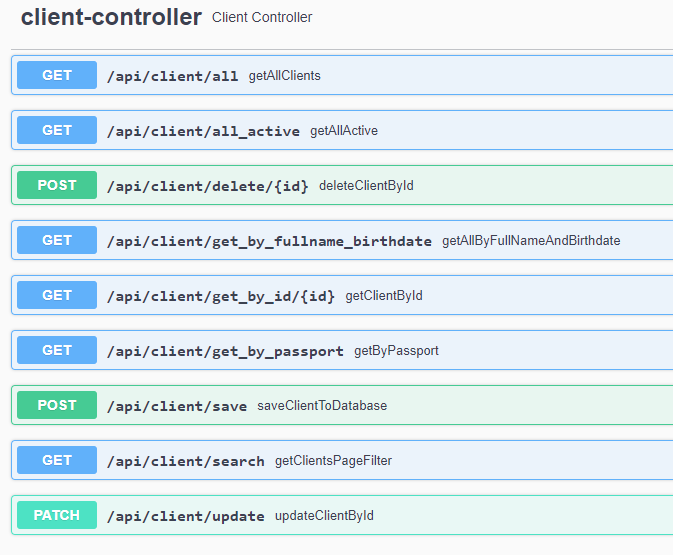 client-controller Client Controller
GET /api/client/all getAllClients
GET /api/client/all_active getAllActive
POST /api/client/delete/{id} deleteClientById
GET /api/client/get_by_fullname_birthdate getAllByFullNameAndBirthdate
GET /api/client/get_by_id/{id} getClientById
GET /api/client/get_by_passport getByPassport
POST /api/client/save saveClientToDatabase
GET /api/client/search getClientsPageFilter
PATCH /api/client/update updateClientById